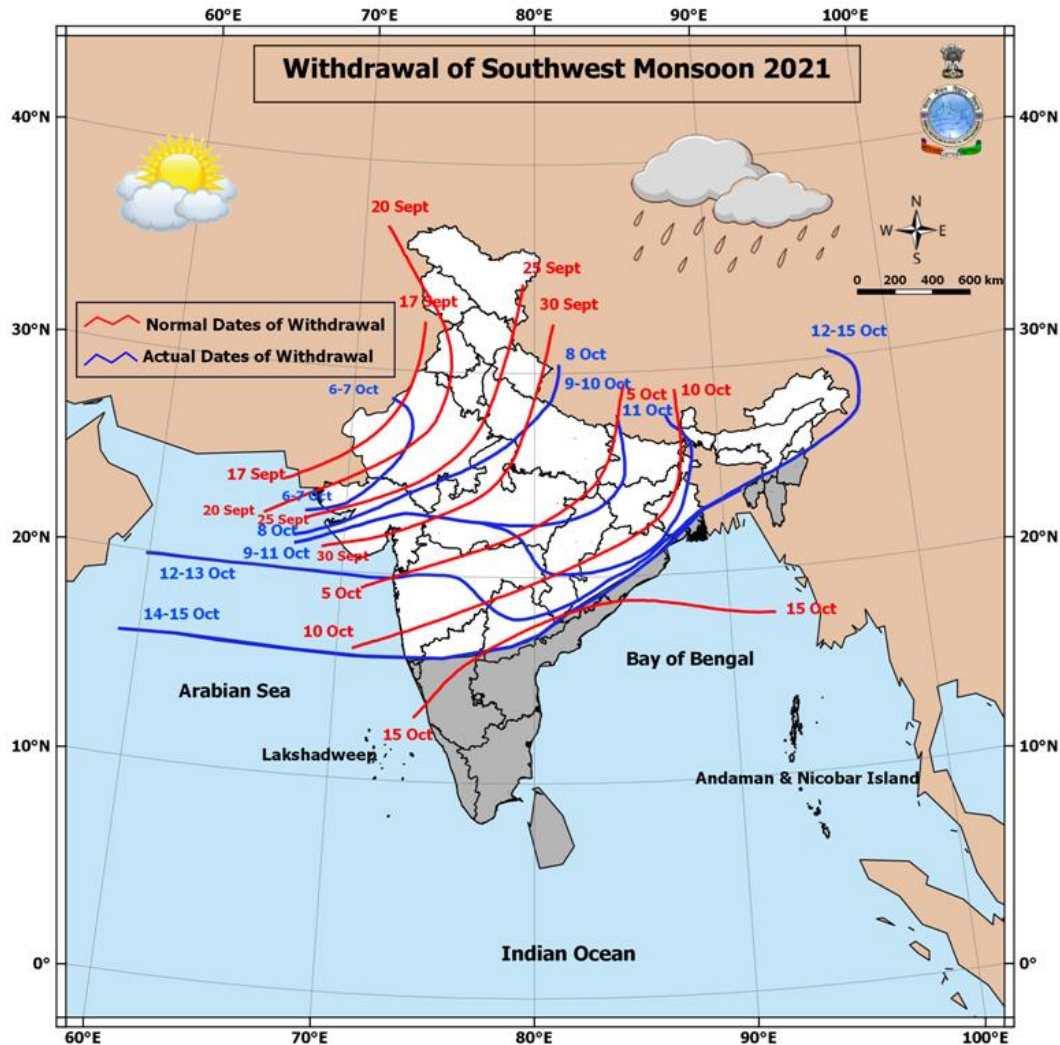 60°E 70°E 80°E 90°E 100°E
Withdrawal of Southwest Monsoon 2021
40°N 40°N
20 Sept
N
W E
S
25 Sept
0 200 400 600 km
17 Sept
30 Sept
Normal Dates of Withdrawal
12-15 Oct
30°N 30°N
Actual Dates of Withdrawal
8 Oct
6-7 Oct
9-10 Oct
5 Oct
10 Oct
11 Oct
17 Sept
6-7 Oct
20 Sept
25 Sept
8 Oct
20°N 20°N
9-11 Oct
30 Sept
12-13 Oct
5 Oct
14-15 Oct
15 Oct
10 Oct
Bay of Bengal
Arabian Sea
15 Oct
10°N 10°N
Lakshadweep
Andaman & Nicobar Island
Indian Ocean
0° 0°
60°E 70°E 80°E 90°E 100°E